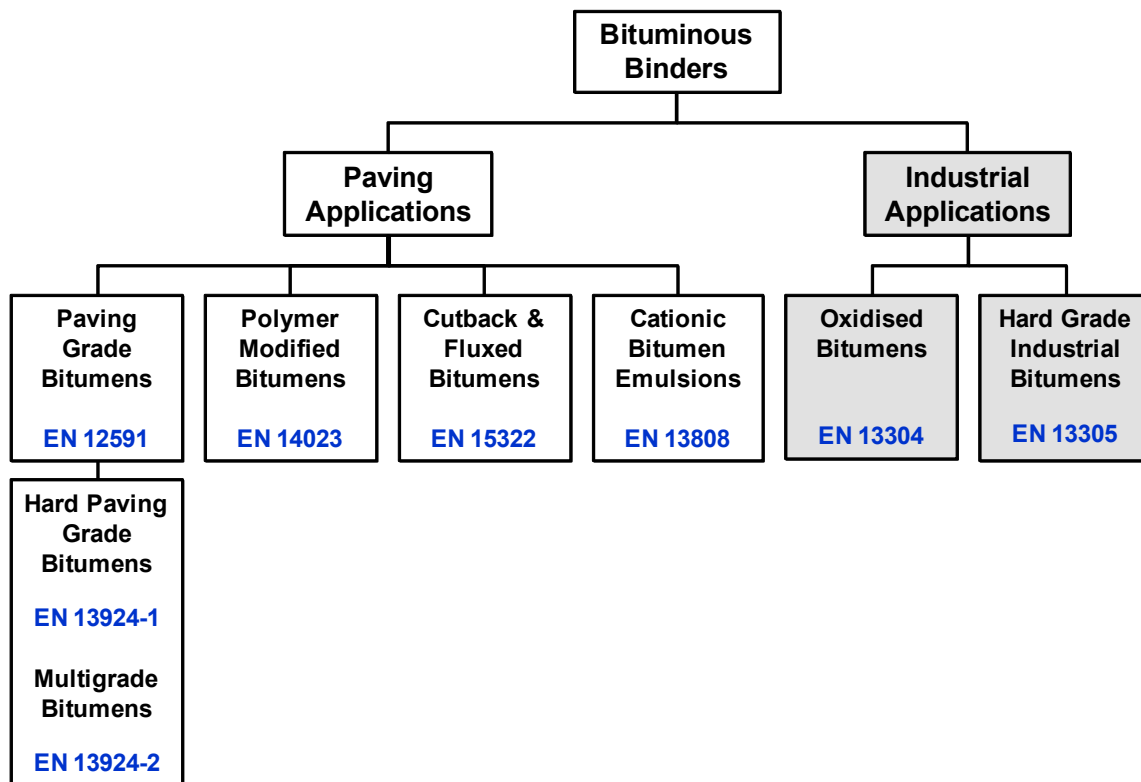 Bituminous
Binders
Paving
Applications
Industrial
Applications
Paving
Grade
Bitumens
EN 12591
Polymer
Modified
Bitumens
EN 14023
Cutback &
Fluxed
Bitumens
EN 15322
Cationic
Bitumen
Emulsions
EN 13808
Oxidised
Bitumens
EN 13304
Hard Grade
Industrial
Bitumens
EN 13305
Hard Paving
Grade
Bitumens
EN 13924-1
Multigrade
Bitumens
EN 13924-2